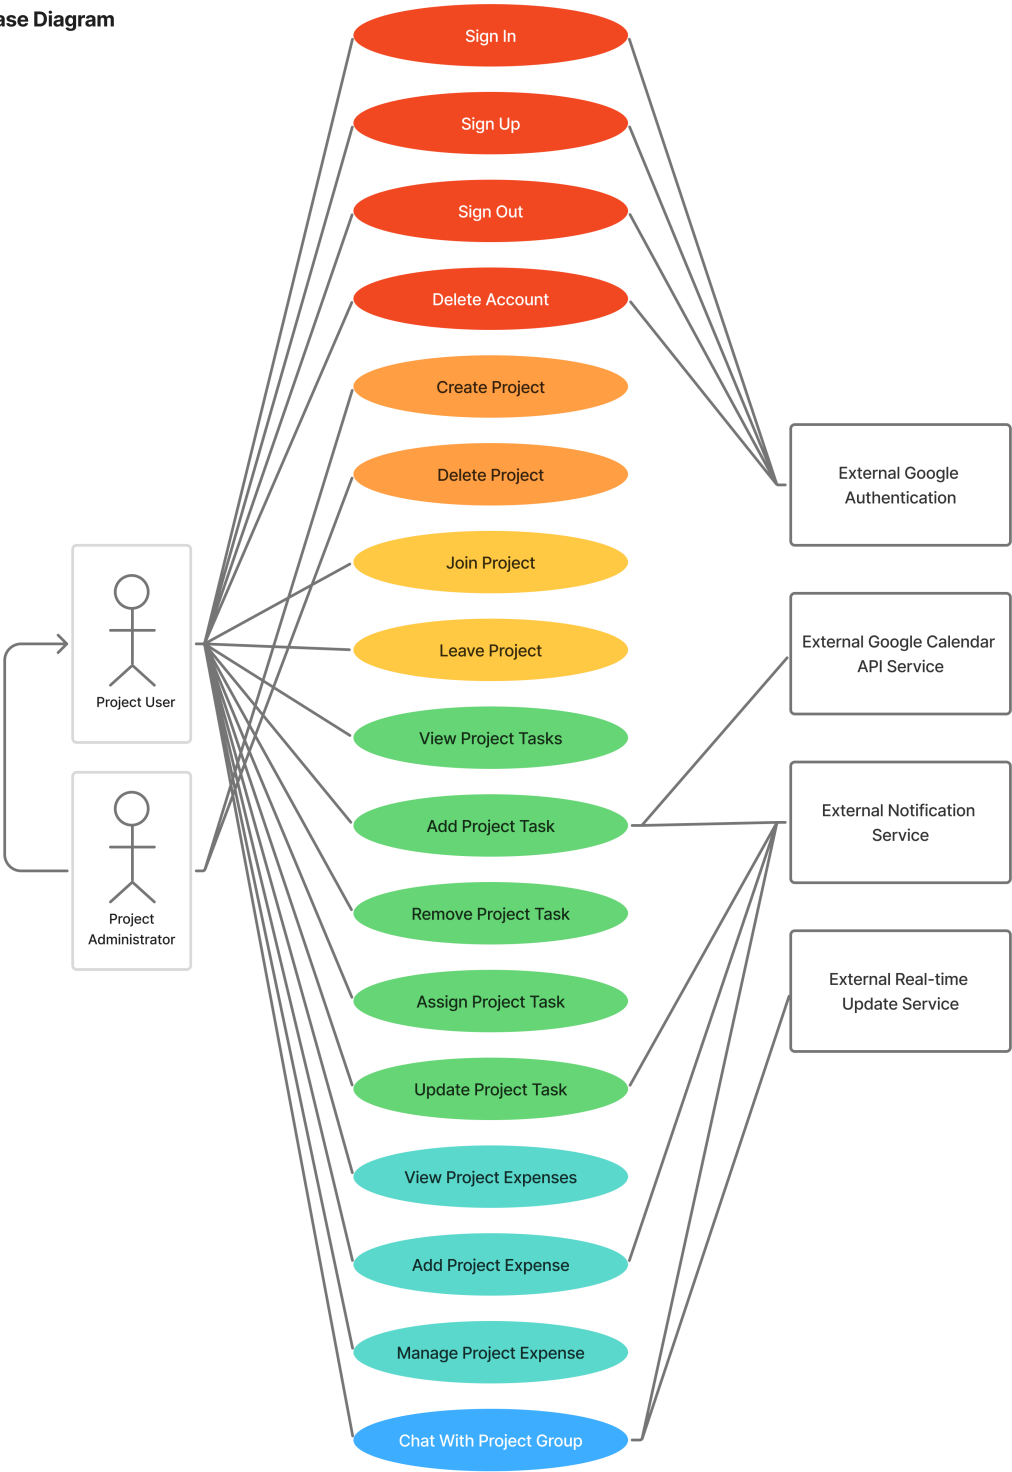 ase Diagram
Sign In
Sign Up
Sign Out
Delete Account
Create Project
Delete Project
Join Project
Leave Project
View Project Tasks
Add Project Task
Remove Project Task
Assign Project Task
Update Project Task
View Project Expenses
Add Project Expense
Manage Project Expense
Chat With Project Group
Project User
Project
Administrator
External Google
Authentication
External Google Calendar
API Service
External Notification
Service
External Real-time
Update Service